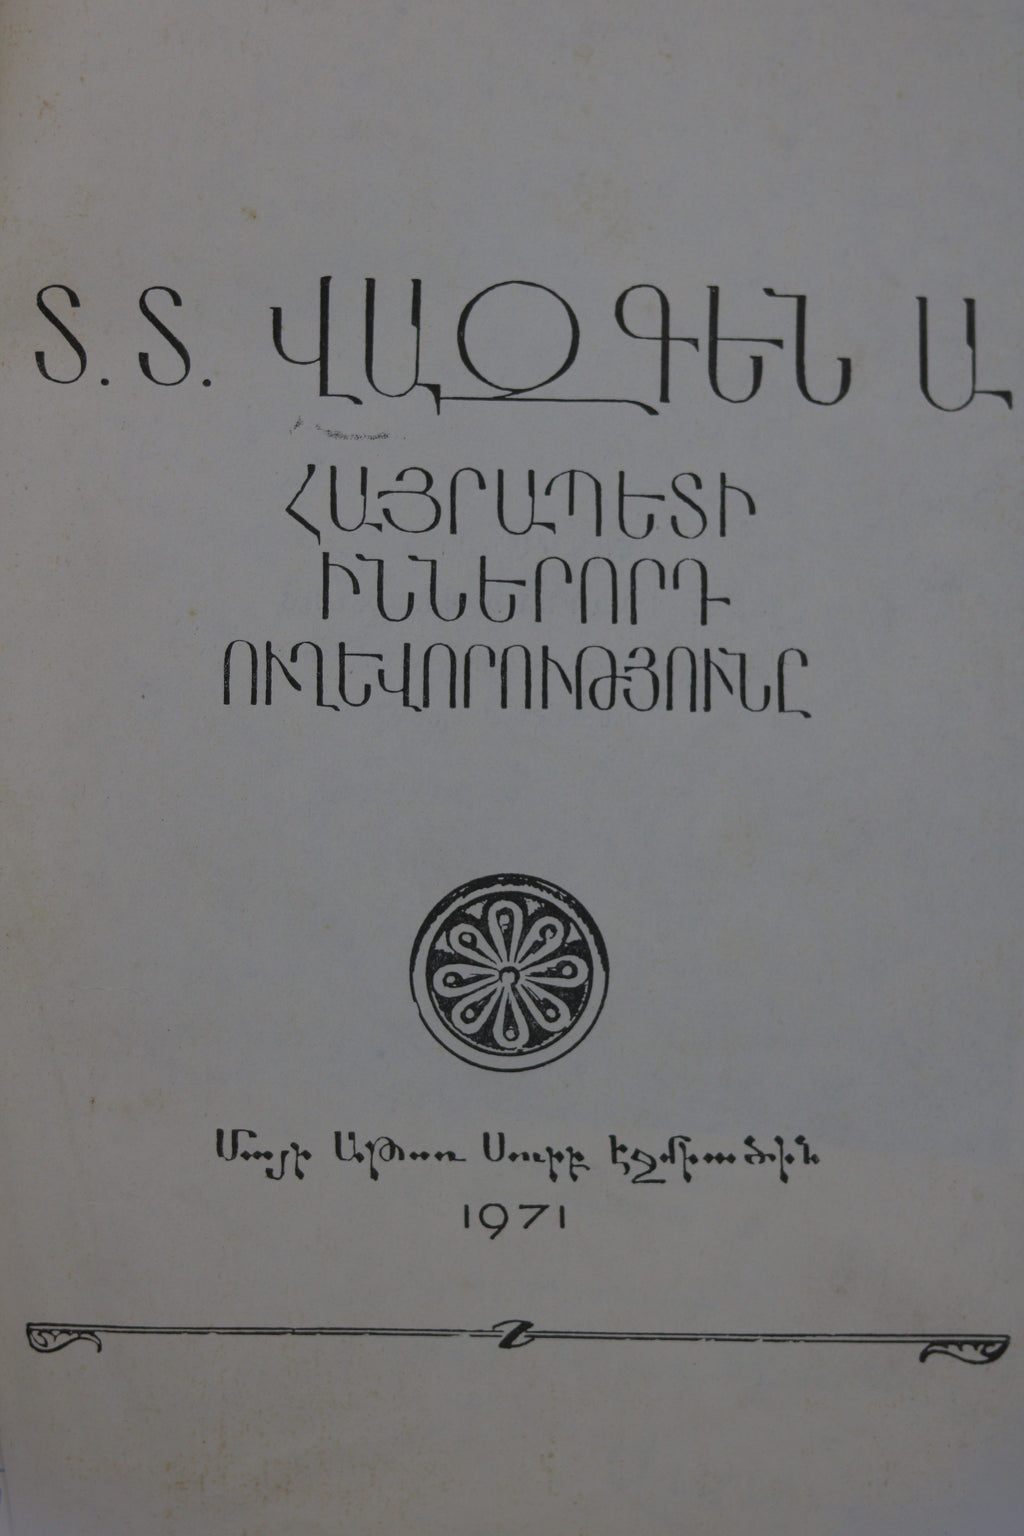 Տ. Տ. ՎԱԶԳԵՆ Ա
ՀԱՅՐԱՊԵՏԻ
ԻՆՆԵՐՈՐԴ
ՈՒՂԵՎՈՐՈՒԹՅՈՒՆԸ
Մայր Աթոռ Սուրբ Էջմիածին
1971